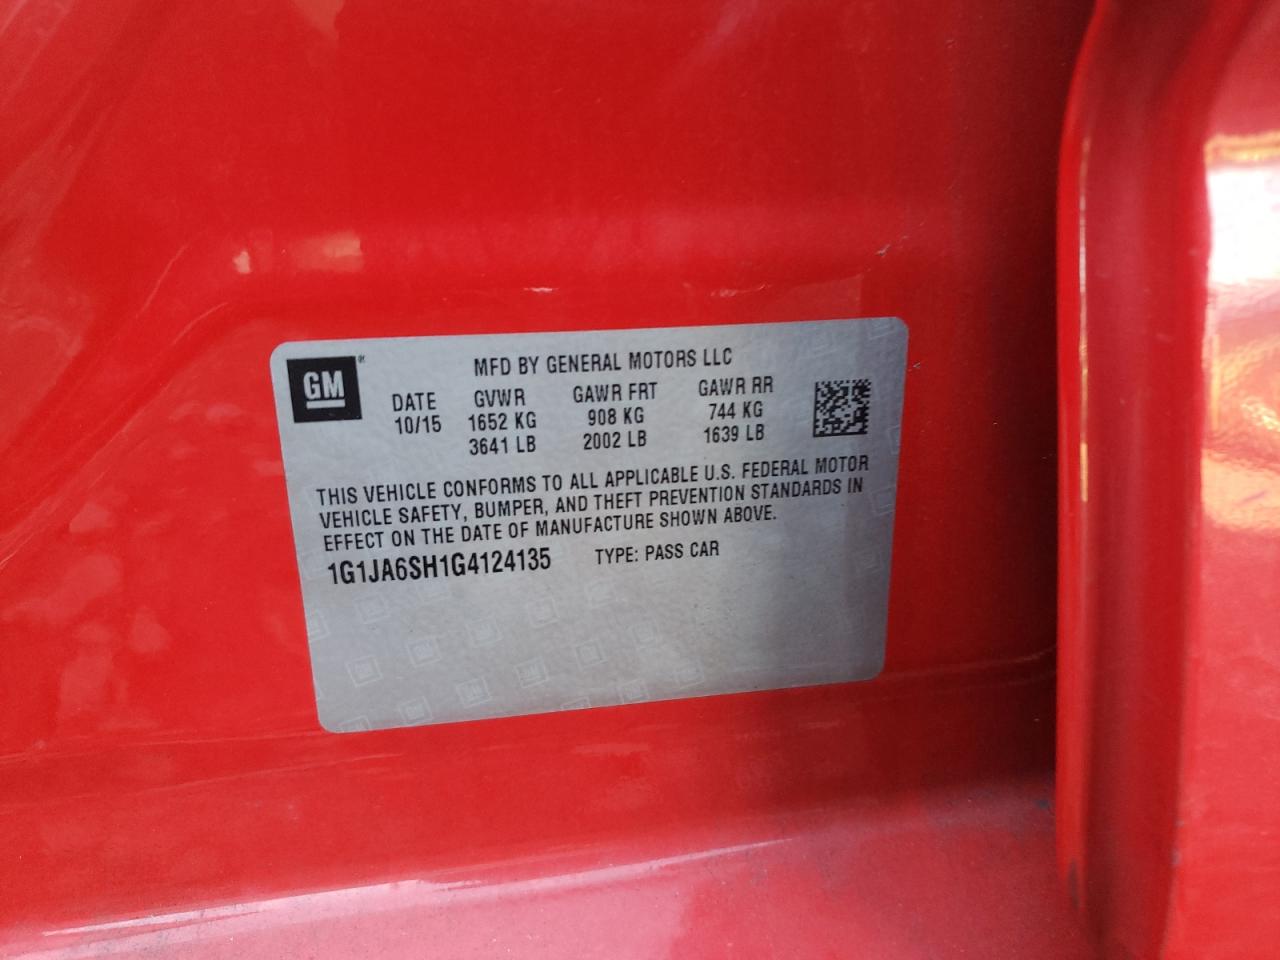 GM
MFD BY GENERAL MOTORS LLC
DATE GVWR GAWR FRT GAWR RR
10/15 1652 KG 908 KG 744 KG
3641 LB 2002 LB 1639 LB
THIS VEHICLE CONFORMS TO ALL APPLICABLE U.S. FEDERAL MOTOR
VEHICLE SAFETY, BUMPER, AND THEFT PREVENTION STANDARDS IN
EFFECT ON THE DATE OF MANUFACTURE SHOWN ABOVE.
1G1JA6SH1G4124135 TYPE: PASS CAR